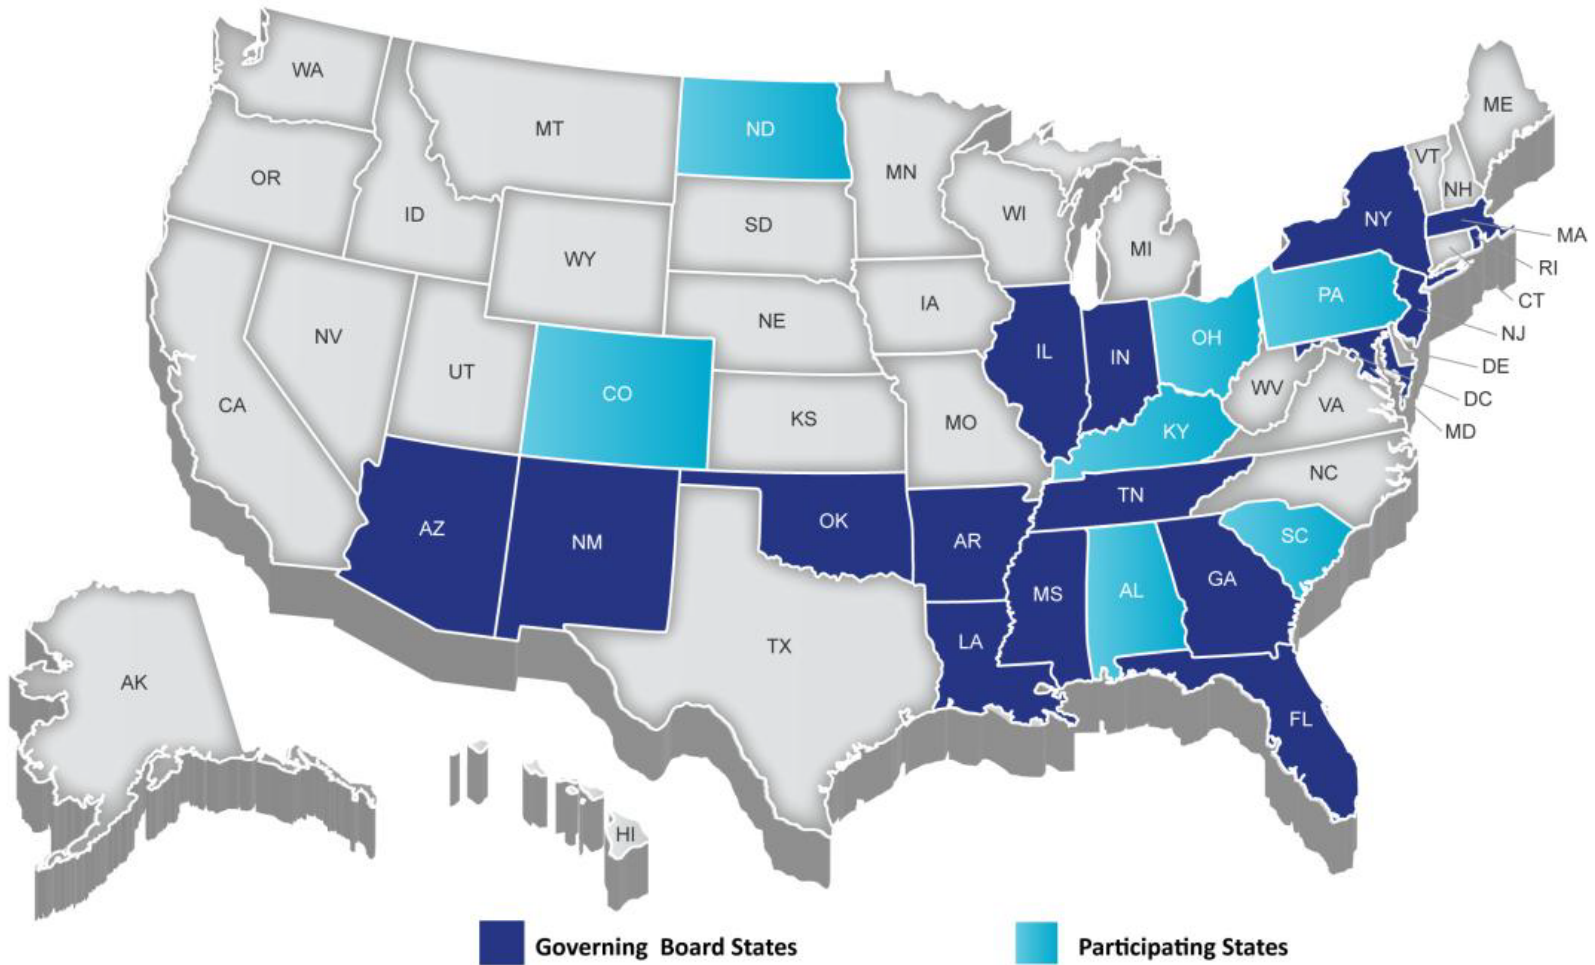 WA
ME
MT
ND
VT
MN
OR
NH
ID
SD
WI
NY
MA
MI
WY
RI
PA
CT
IA
NE
NJ
NV
OH
IL
IN
DE
UT
WV
CO
DC
CA
VA
KS
MO
KY
MD
NC
TN
OK
AZ
SC
AR
NM
GA
AL
MS
LA
TX
AK
FL
HI
Governing Board States
Participating States